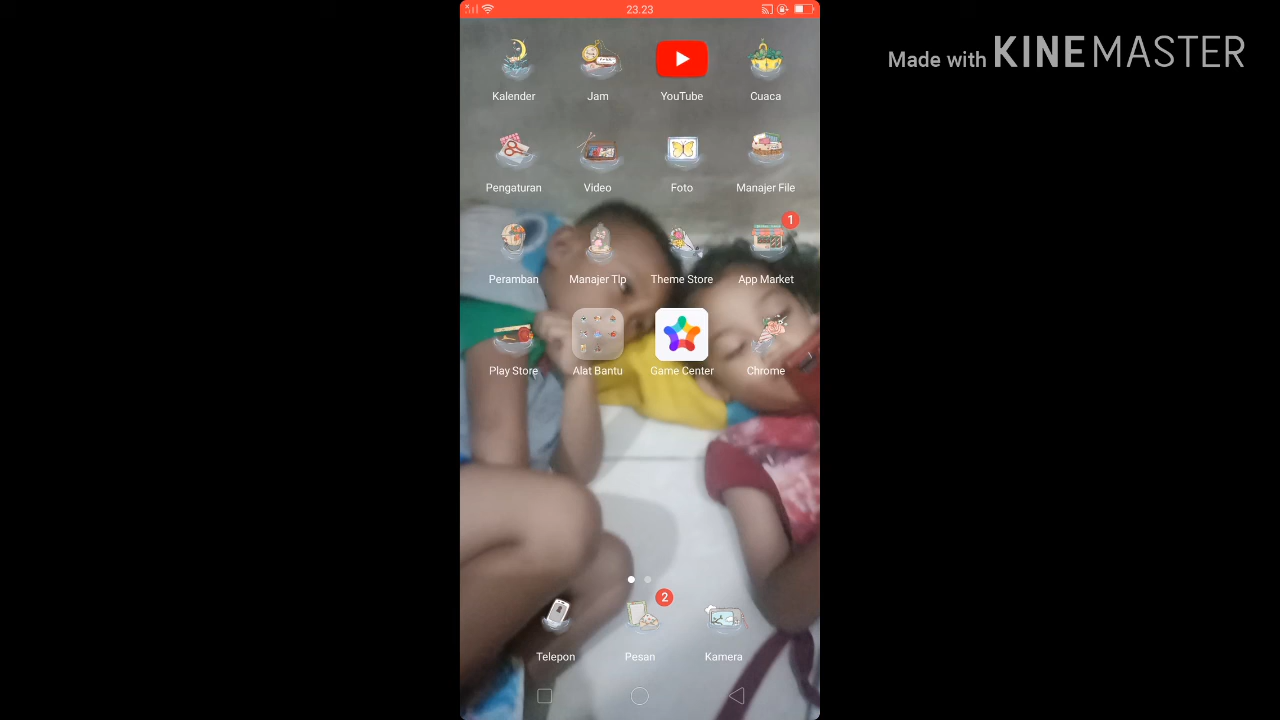 23.23
Made with KINEMASTER
Kalender Jam YouTube Cuaca
Pengaturan Video Foto Manajer File
1
Peramban Manajer Tlp Theme Store App Market
Play Store Alat Bantu Game Center Chrome
2
Telepon Pesan Kamera